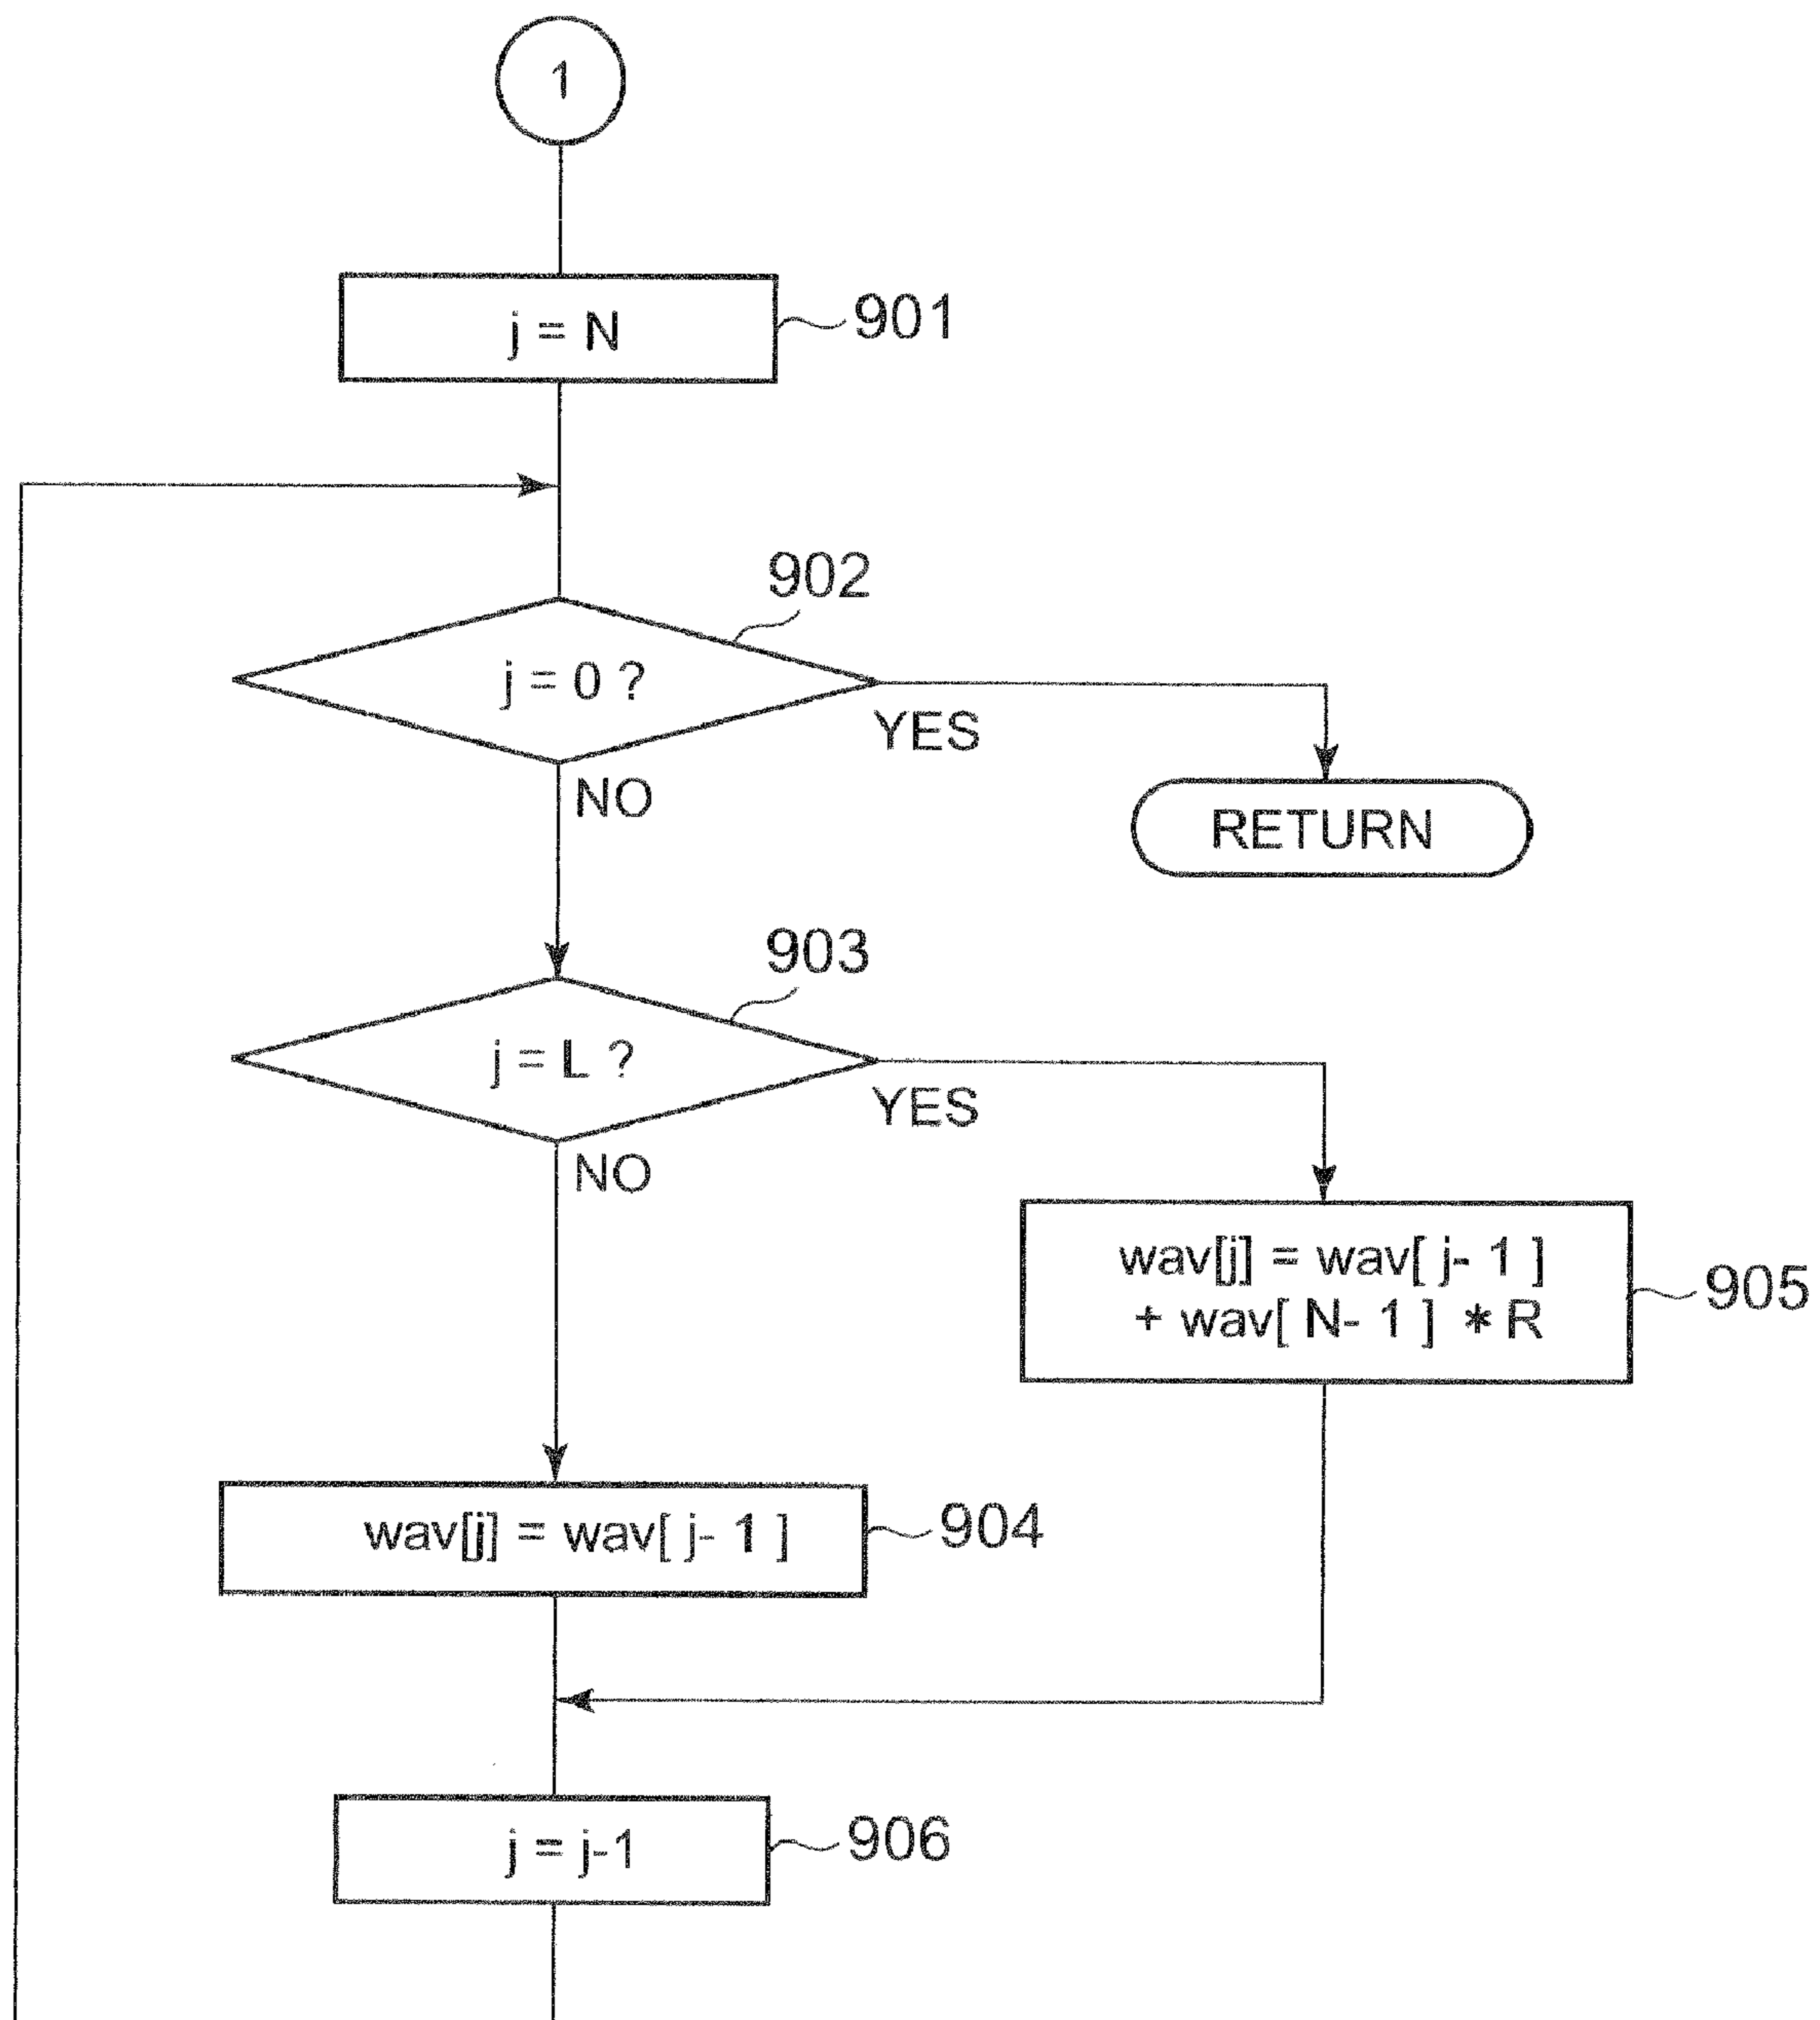 1
j = N
901
902
j = 0 ?
YES
NO
RETURN
903
j = L ?
YES
NO
wav[j] = wav[ j- 1 ]
+ wav[ N- 1 ] * R
905
wav[j] = wav[ j- 1 ]
904
j = j-1
906